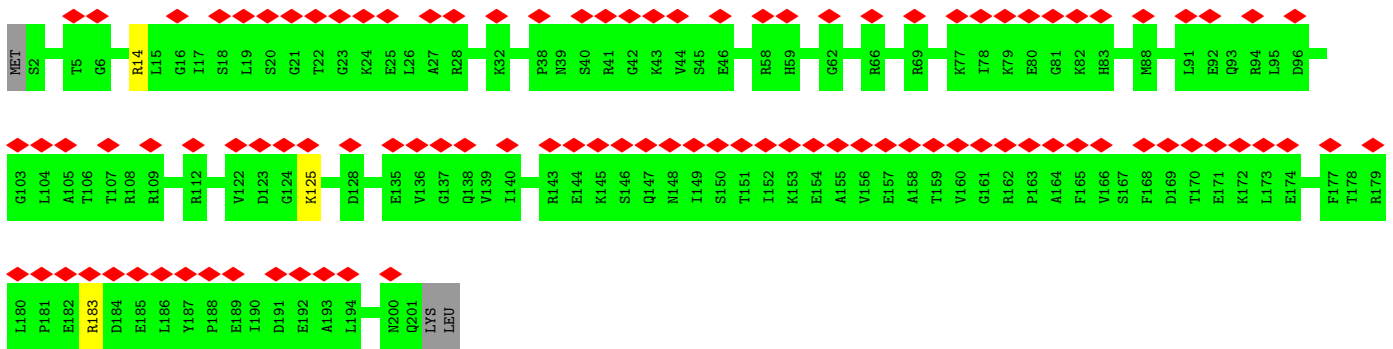 MET S2 T5 G6 R14 L15 G16 I17 S18 L19 S20 G21 T22 G23 K24 E25 L26 A27 R28 K32 P38 N39 S40 R41 G42 K43 V44 S45 E46 R58 H59 G62 R66 R69 K77 I78 K79 E80 G81 K82 H83 M88 L91 E92 Q93 R94 L95 D96
G103 L104 A105 T106 T107 R108 R109 R112 V122 D123 G124 K125 D128 E135 V136 G137 Q138 V139 I140 R143 E144 K145 S146 Q147 N148 I149 S150 T151 I152 K153 E154 A155 V156 E157 A158 T159 V160 G161 R162 P163 A164 F165 V166 S167 F168 D169 T170 E171 K172 L173 E174 F177 T178 R179
L180 P181 E182 R183 D184 E185 L186 Y187 P188 E189 I190 D191 E192 A193 L194 N200 Q201 LYS LEU